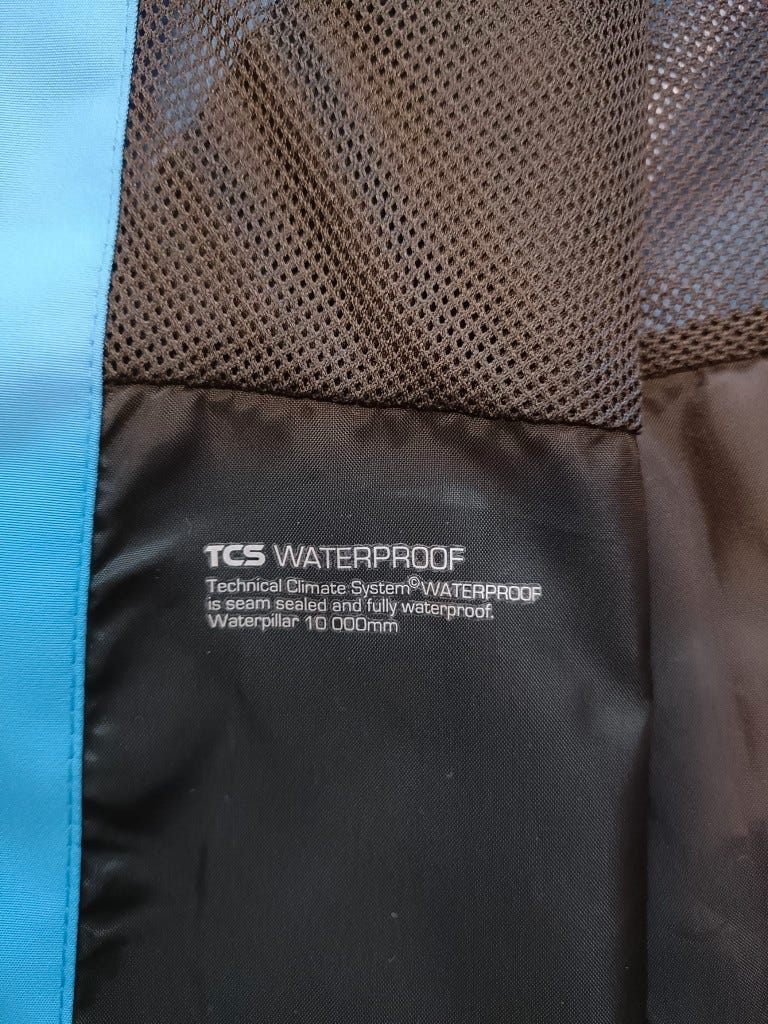 TCS WATERPROOF
Technical Climate System© WATERPROOF
is seam sealed and fully waterproof.
Waterpillar 10 000mm